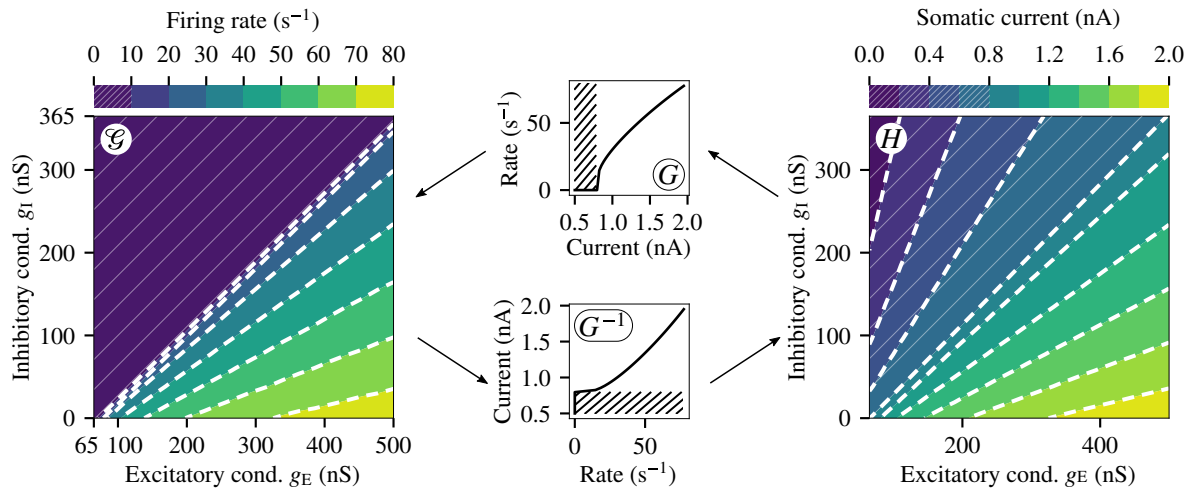 Firing rate (s⁻¹)
0 10 20 30 40 50 60 70 80
365
300
200
100
0
Inhibitory cond. gI (nS)
𝒢
65 100 200 300 400 500
Excitatory cond. gE (nS)
Rate (s⁻¹)
50
0
G
0.5 1.0 1.5 2.0
Current (nA)
Current (nA)
2.0
1.5
1.0
0.5
G⁻¹
0 50
Rate (s⁻¹)
Somatic current (nA)
0.0 0.4 0.8 1.2 1.6 2.0
365
300
200
100
0
Inhibitory cond. gI (nS)
H
200 400
Excitatory cond. gE (nS)